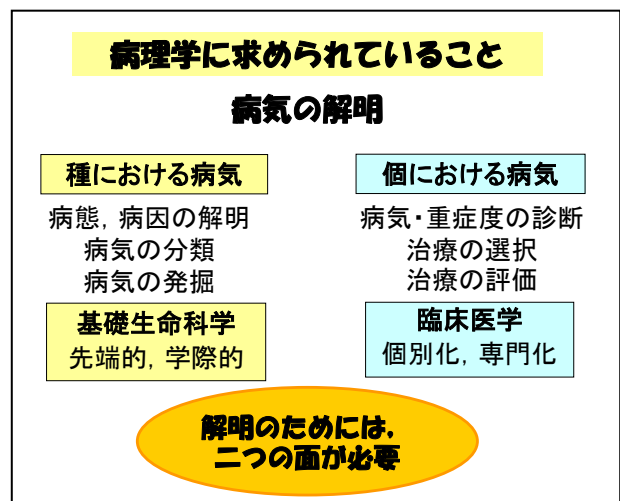 病理学に求められていること
病気の解明
種における病気
病態, 病因の解明
病気の分類
病気の発掘
基礎生命科学
先端的, 学際的
個における病気
病気・重症度の診断
治療の選択
治療の評価
臨床医学
個別化, 専門化
解明のためには,
二つの面が必要